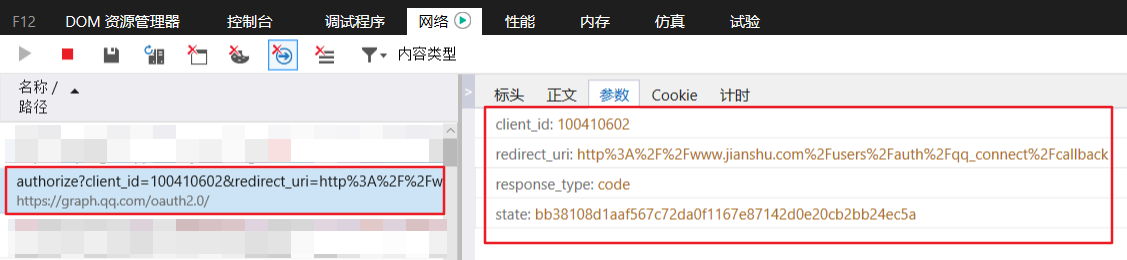 F12 DOM 资源管理器 控制台 调试程序 网络 性能 内存 仿真 试验
内容类型
名称 /
路径
authorize?client_id=100410602&redirect_uri=http%3A%2F%2Fw
https://graph.qq.com/oauth2.0/
标头 正文 参数 Cookie 计时
client_id: 100410602
redirect_uri: http%3A%2F%2Fwww.jianshu.com%2Fusers%2Fauth%2Fqq_connect%2Fcallback
response_type: code
state: bb38108d1aaf567c72da0f1167e87142d0e20cb2bb24ec5a